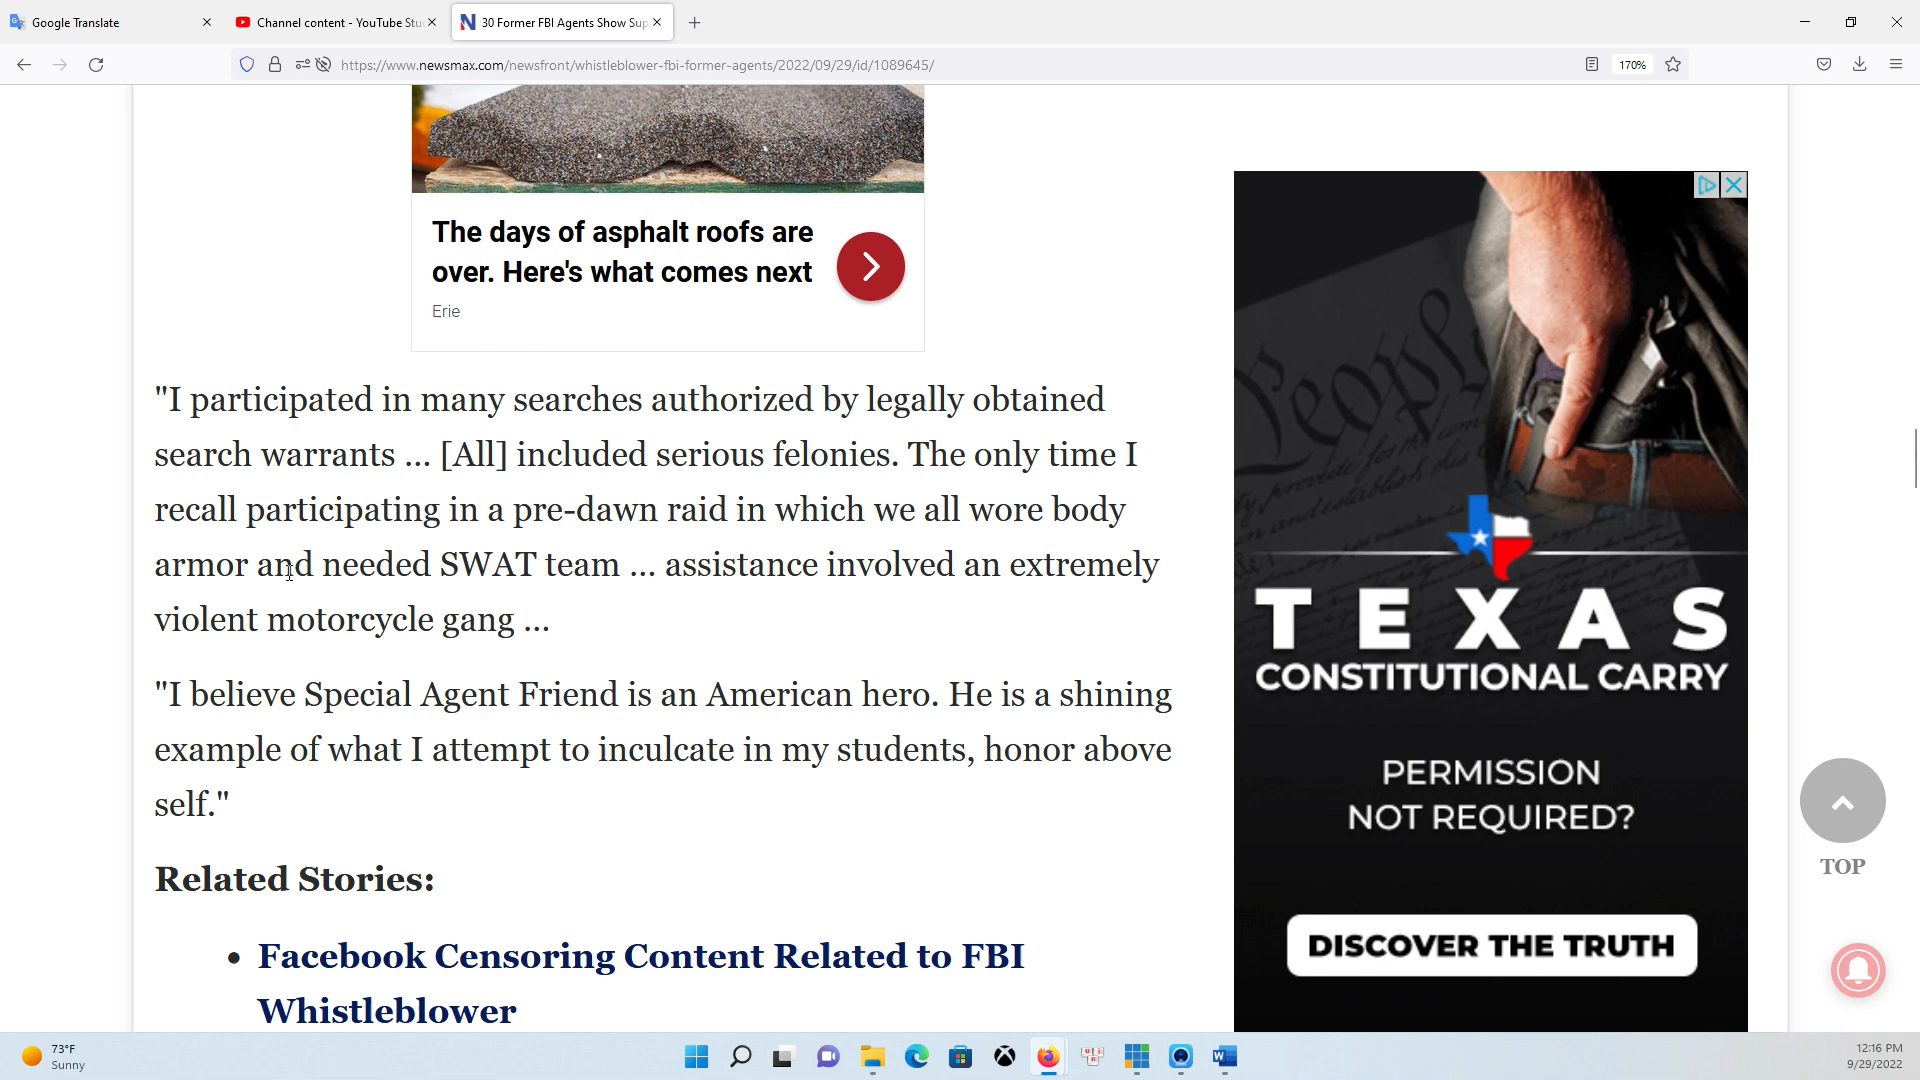 Google Translate
Channel content - YouTube Stu
30 Former FBI Agents Show Sup
https://www.newsmax.com/newsfront/whistleblower-fbi-former-agents/2022/09/29/id/1089645/
170%
The days of asphalt roofs are
over. Here's what comes next
Erie
"I participated in many searches authorized by legally obtained
search warrants ... [All] included serious felonies. The only time I
recall participating in a pre-dawn raid in which we all wore body
armor and needed SWAT team ... assistance involved an extremely
violent motorcycle gang ...
"I believe Special Agent Friend is an American hero. He is a shining
example of what I attempt to inculcate in my students, honor above
self."
Related Stories:
• Facebook Censoring Content Related to FBI
Whistleblower
People
TEXAS
CONSTITUTIONAL CARRY
PERMISSION
NOT REQUIRED?
DISCOVER THE TRUTH
TOP
73°F
Sunny
12:16 PM
9/29/2022